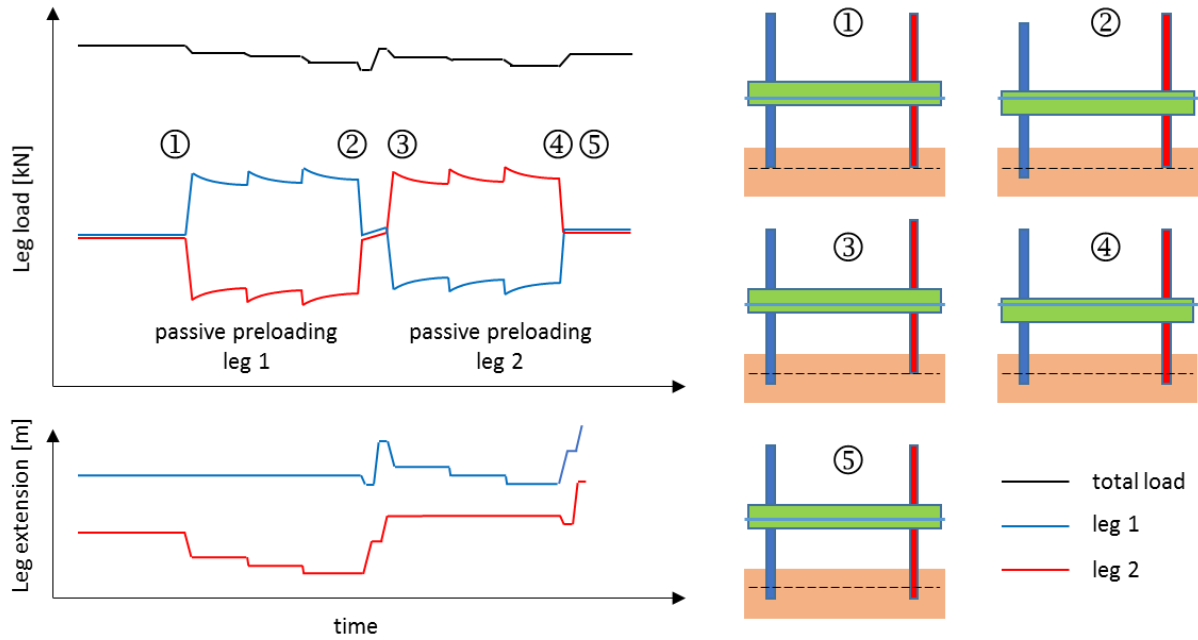 Leg load [kN]
① ② ③ ④ ⑤
passive preloading
leg 1
passive preloading
leg 2
Leg extension [m]
time
①
②
③
④
⑤
total load
leg 1
leg 2